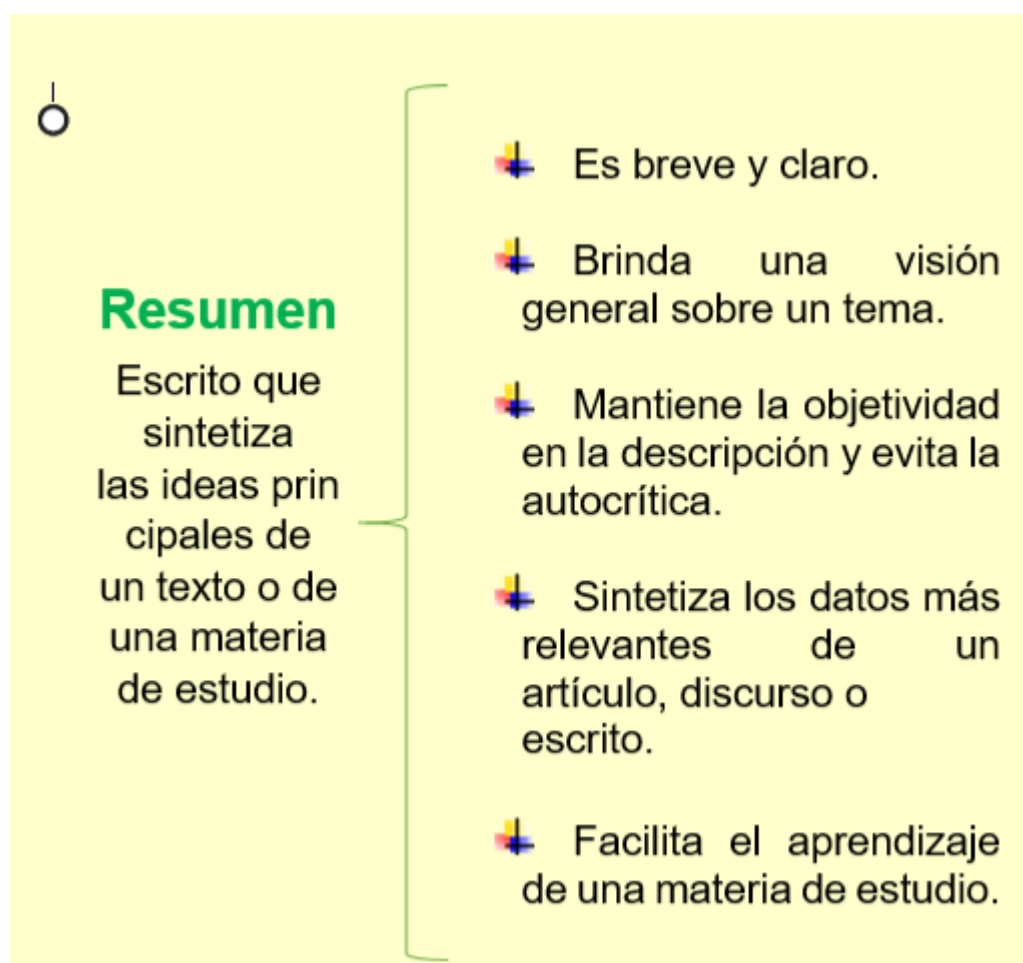 Resumen
Escrito que
sintetiza
las ideas prin
cipales de
un texto o de
una materia
de estudio.
Es breve y claro.
Brinda una visión
general sobre un tema.
Mantiene la objetividad
en la descripción y evita la
autocrítica.
Sintetiza los datos más
relevantes de un
artículo, discurso o
escrito.
Facilita el aprendizaje
de una materia de estudio.